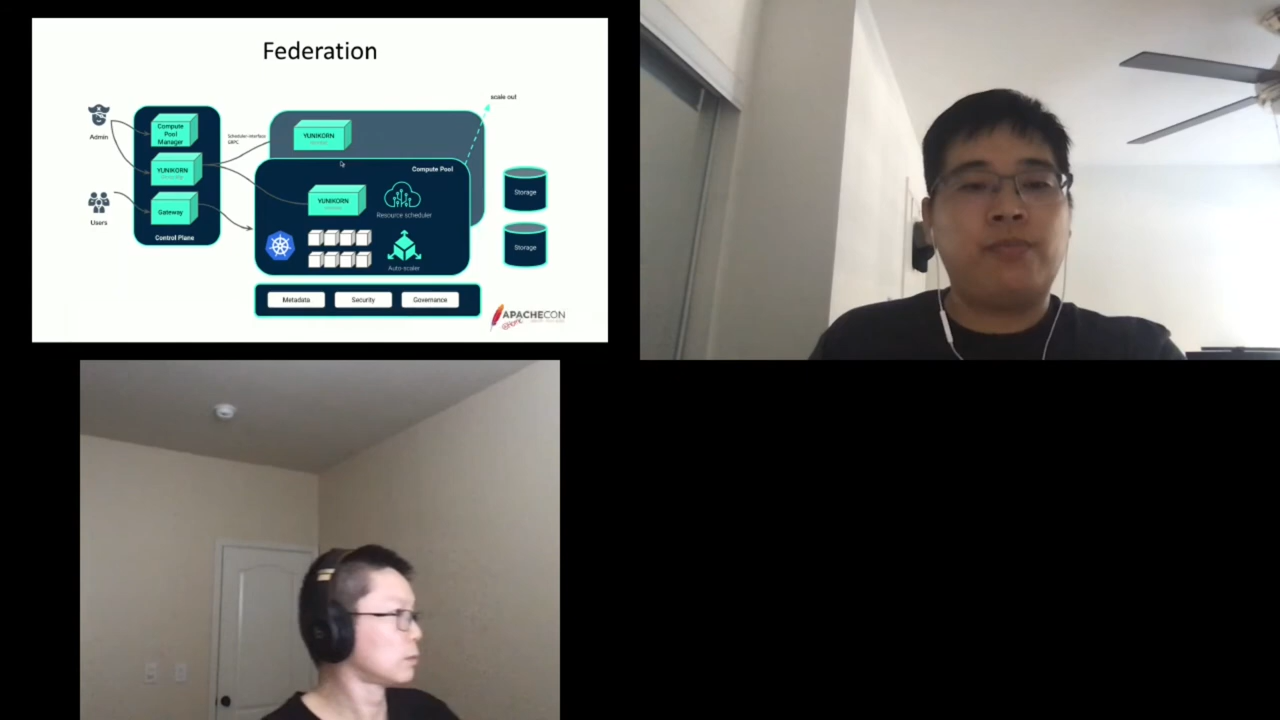 Federation
scale out
Admin
Compute
Pool
Manager
Scheduler-interface
GRPC
YUNIKORN
YUNIKORN
Compute Pool
Storage
YUNIKORN
Resource scheduler
Users
Gateway
Control Plane
Storage
Auto-scaler
Metadata
Security
Governance
APACHECON
@HOME